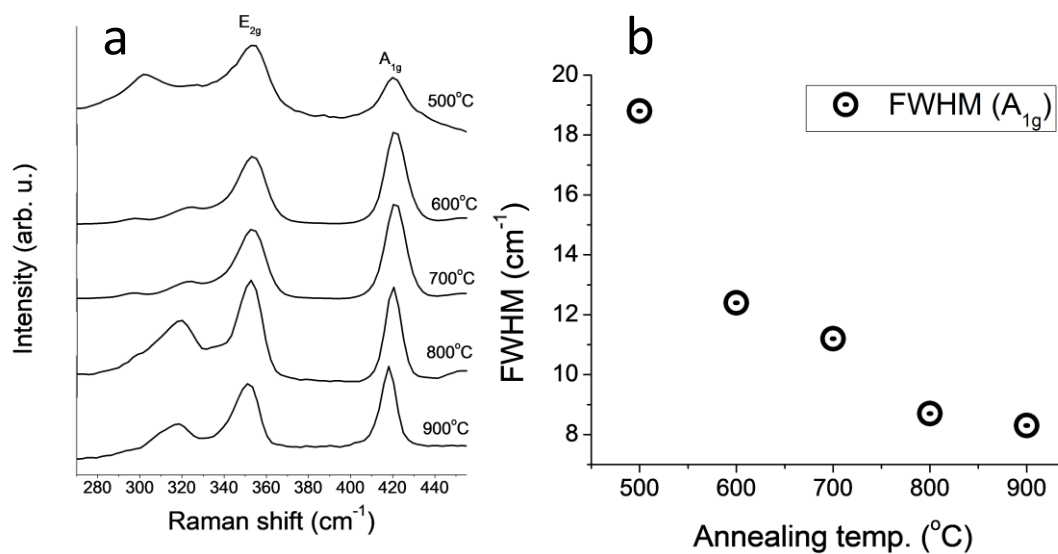 a
E2g
A1g
500°C
600°C
700°C
800°C
900°C
Intensity (arb. u.)
280 300 320 340 360 380 400 420 440
Raman shift (cm-1)
b
FWHM (A1g)
20
18
16
14
12
10
8
FWHM (cm-1)
500 600 700 800 900
Annealing temp. (°C)